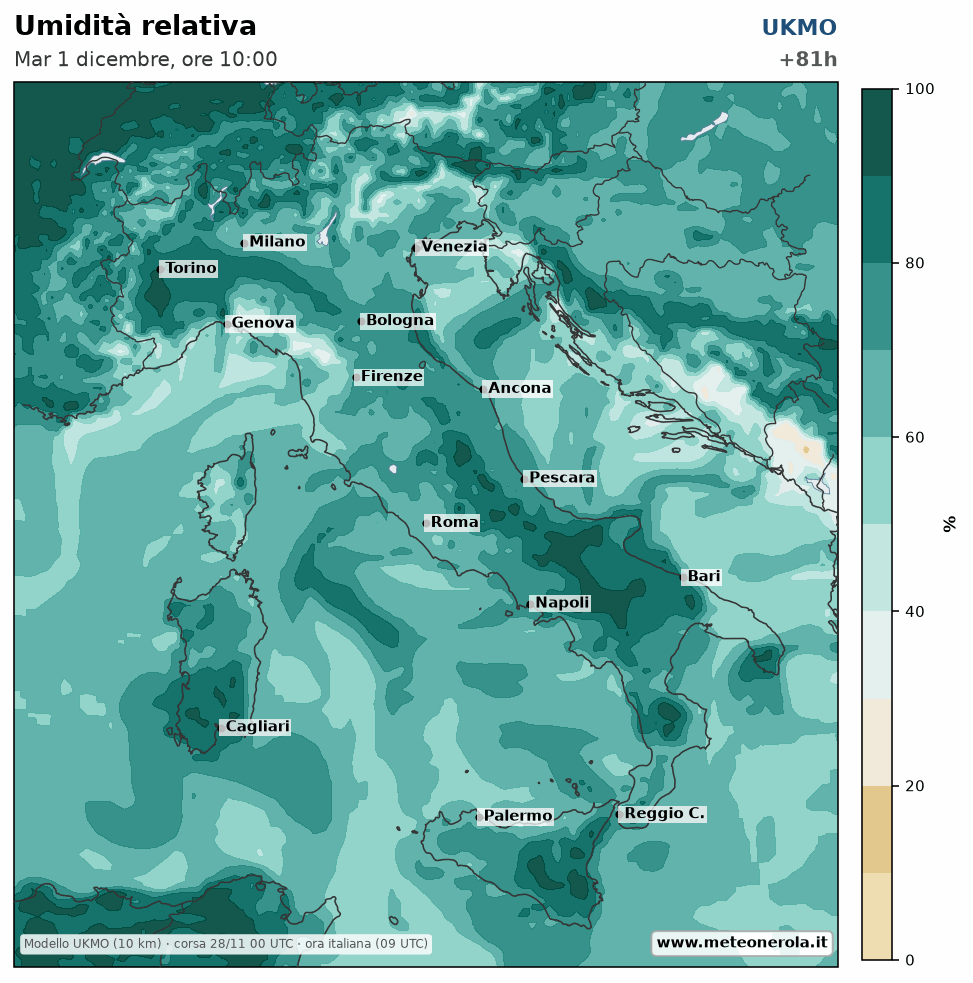 Umidità relativa
UKMO
Mar 1 dicembre, ore 10:00
+81h
100
80
60
40
20
0
%
Milano
Venezia
Torino
Genova
Bologna
Firenze
Ancona
Pescara
Roma
Bari
Napoli
Cagliari
Palermo
Reggio C.
Modello UKMO (10 km) · corsa 28/11 00 UTC · ora italiana (09 UTC)
www.meteonerola.it